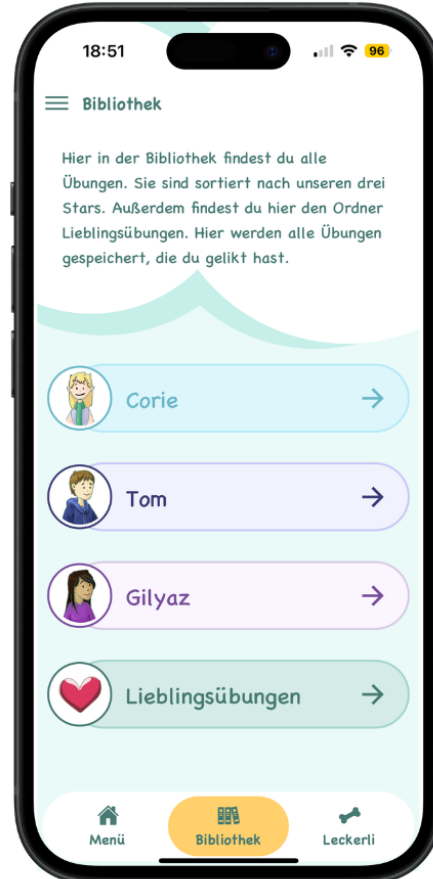 18:51
96
Bibliothek
Hier in der Bibliothek findest du alle
Übungen. Sie sind sortiert nach unseren drei
Stars. Außerdem findest du hier den Ordner
Lieblingsübungen. Hier werden alle Übungen
gespeichert, die du gelikt hast.
Corie
Tom
Gilyaz
Lieblingsübungen
Menü
Bibliothek
Leckerli